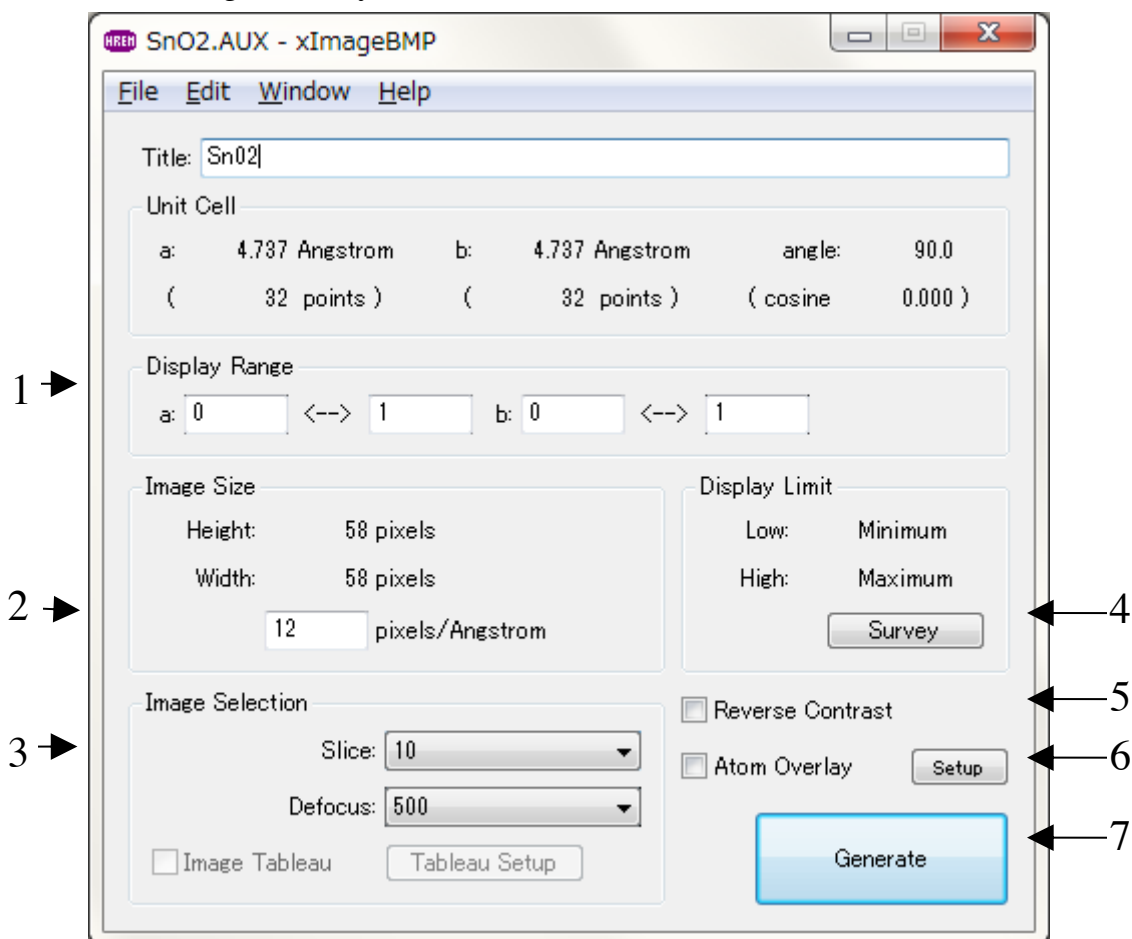 HREM SnO2.AUX - xImageBMP
File Edit Window Help
Title: Sn02
Unit Cell
a: 4.737 Angstrom b: 4.737 Angstrom angle: 90.0
( 32 points ) ( 32 points ) ( cosine 0.000 )
1
Display Range
a: 0 <--> 1 b: 0 <--> 1
Image Size
Height: 58 pixels
Width: 58 pixels
2
12 pixels/Angstrom
Display Limit
Low: Minimum
High: Maximum
Survey
4
Image Selection
3
Slice: 10
Defocus: 500
Image Tableau Tableau Setup
Reverse Contrast
5
Atom Overlay Setup
6
Generate
7